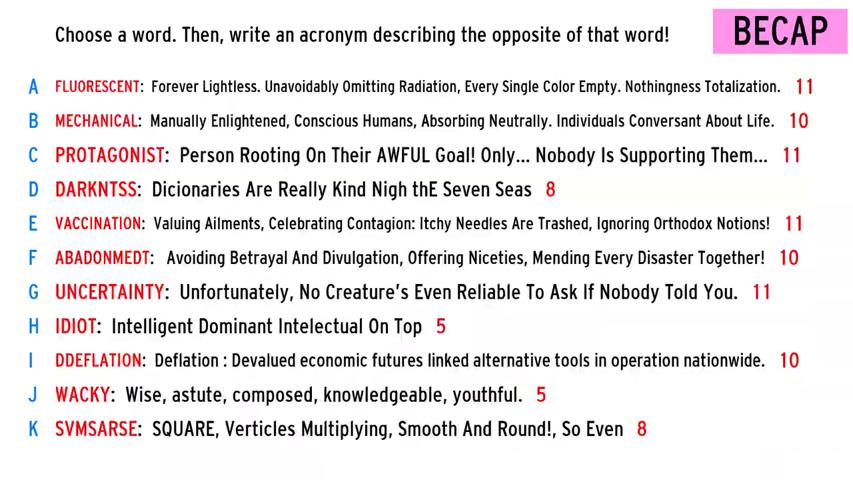 Choose a word. Then, write an acronym describing the opposite of that word!
BECAP
A FLUORESCENT: Forever Lightless. Unavoidably Omitting Radiation, Every Single Color Empty. Nothingness Totalization. 11
B MECHANICAL: Manually Enlightened, Conscious Humans, Absorbing Neutrally. Individuals Conversant About Life. 10
C PROTAGONIST: Person Rooting On Their AWFUL Goal! Only... Nobody Is Supporting Them... 11
D DARKNTSS: Dicionaries Are Really Kind Nigh thE Seven Seas 8
E VACCINATION: Valuing Ailments, Celebrating Contagion: Itchy Needles Are Trashed, Ignoring Orthodox Notions! 11
F ABADONMEDT: Avoiding Betrayal And Divulgation, Offering Niceties, Mending Every Disaster Together! 10
G UNCERTAINTY: Unfortunately, No Creature's Even Reliable To Ask If Nobody Told You. 11
H IDIOT: Intelligent Dominant Intelectual On Top 5
I DDEFLATION: Deflation : Devalued economic futures linked alternative tools in operation nationwide. 10
J WACKY: Wise, astute, composed, knowledgeable, youthful. 5
K SVMSARSE: SQUARE, Verticles Multiplying, Smooth And Round!, So Even 8